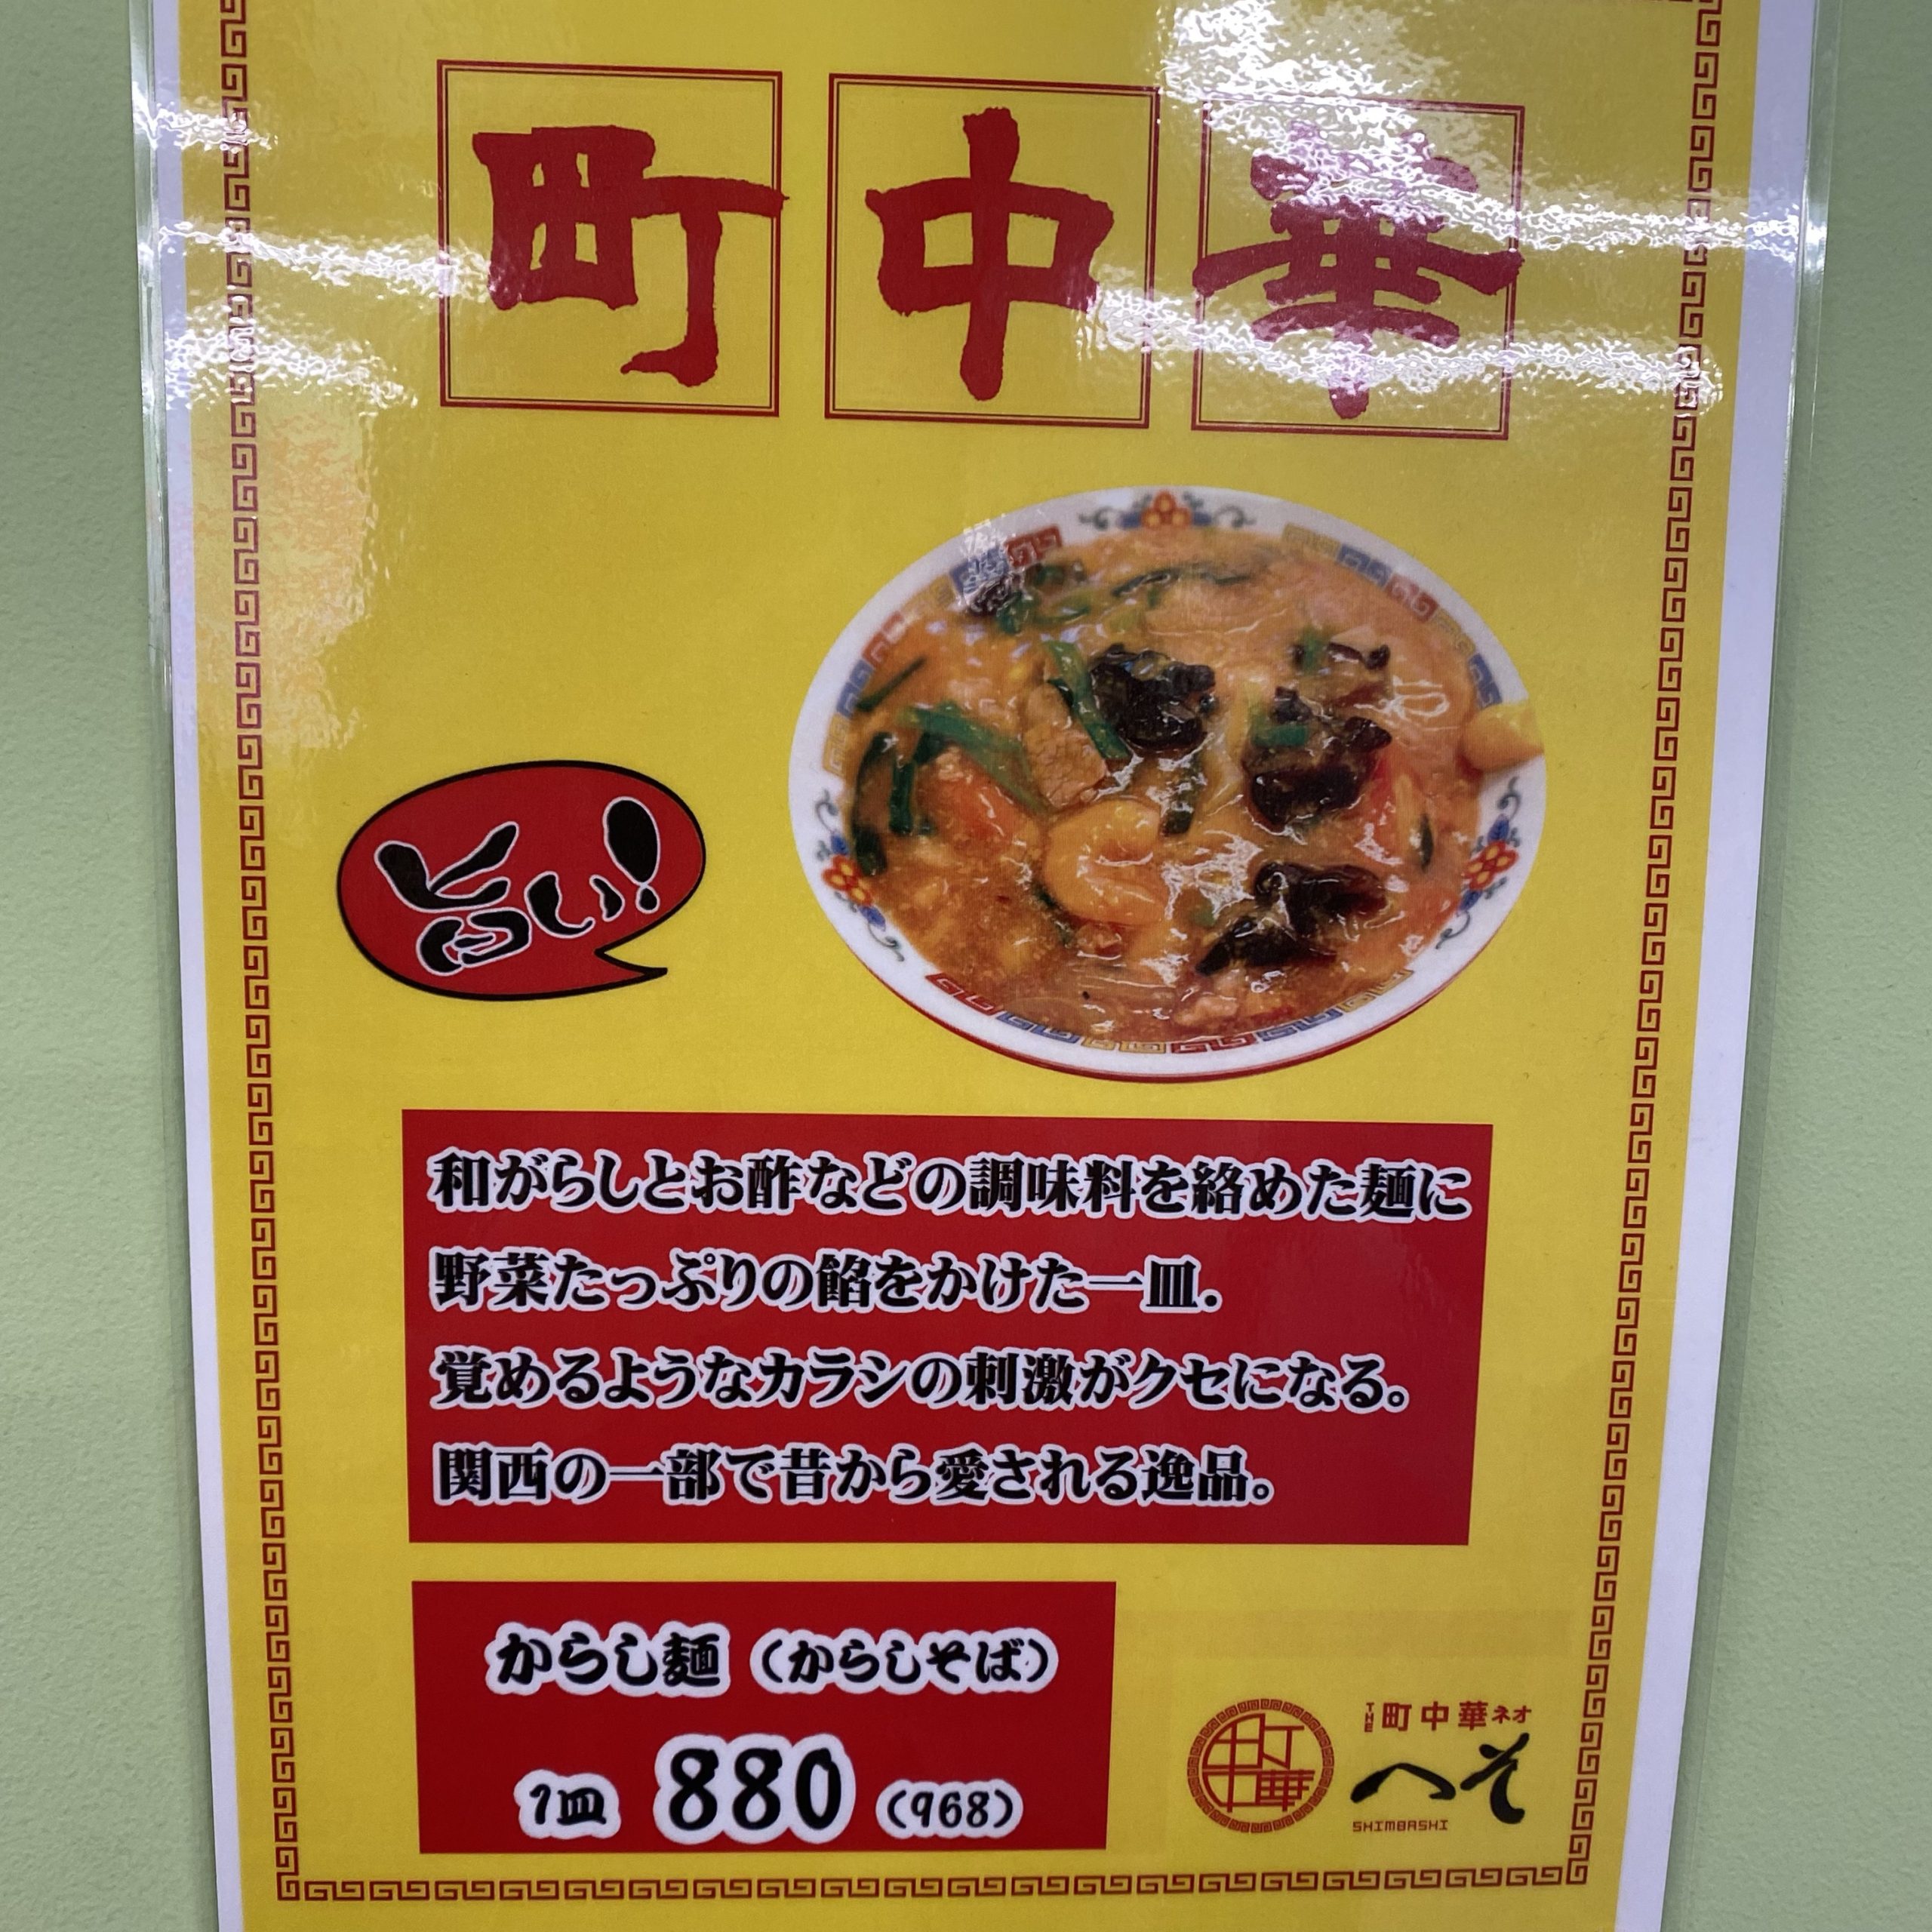 町中華
旨い!
和がらしとお酢などの調味料を絡めた麺に
野菜たっぷりの餡をかけた一皿.
覚めるようなカラシの刺激がクセになる。
関西の一部で昔から愛される逸品。
からし麺（からしそば）
1皿 880（968）
町中華
THE町中華ネオ
へそ
SHIMBASHI